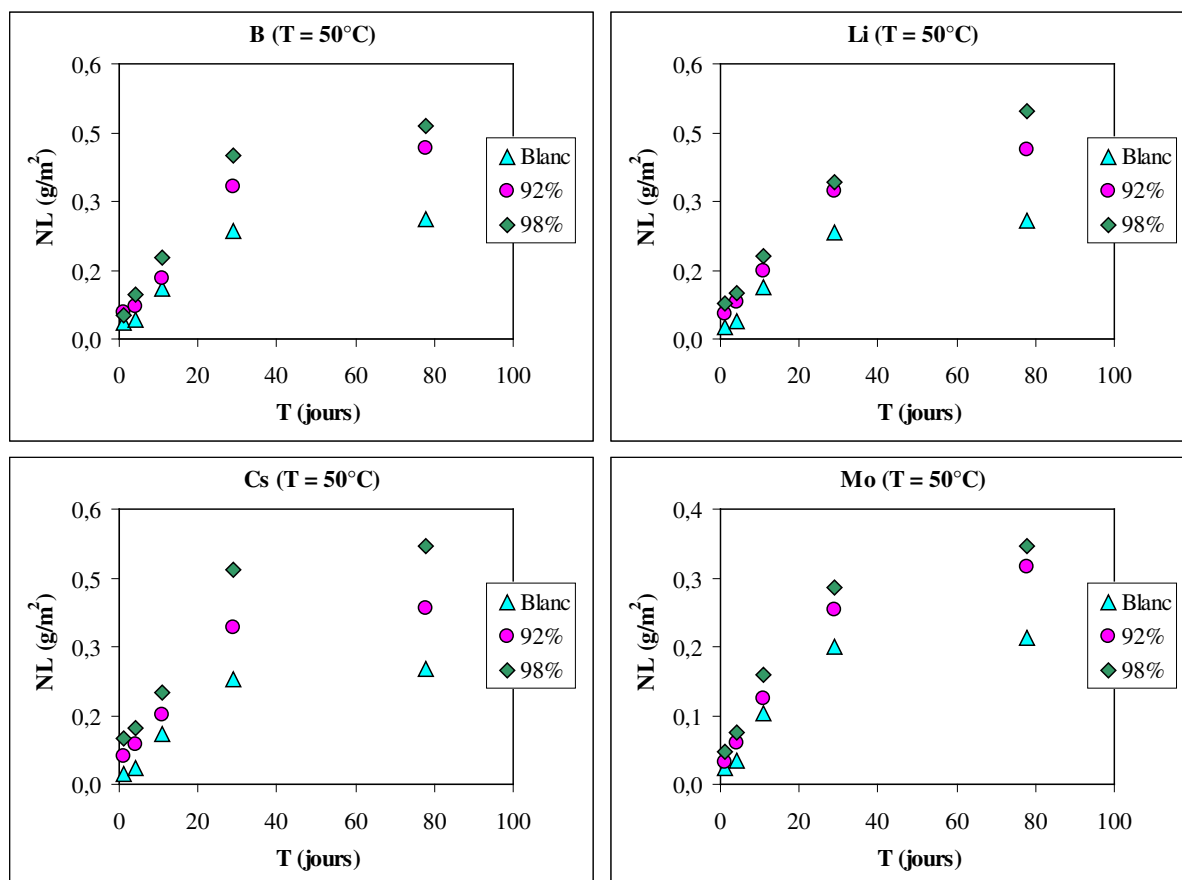 B (T = 50°C)
0,6
0,5
0,3
0,2
0,0
NL (g/m²)
0 20 40 60 80 100
T (jours)
Blanc
92%
98%
Li (T = 50°C)
0,6
0,5
0,3
0,2
0,0
NL (g/m²)
0 20 40 60 80 100
T (jours)
Blanc
92%
98%
Cs (T = 50°C)
0,6
0,5
0,3
0,2
0,0
NL (g/m²)
0 20 40 60 80 100
T (jours)
Blanc
92%
98%
Mo (T = 50°C)
0,4
0,3
0,2
0,1
0,0
NL (g/m²)
0 20 40 60 80 100
T (jours)
Blanc
92%
98%